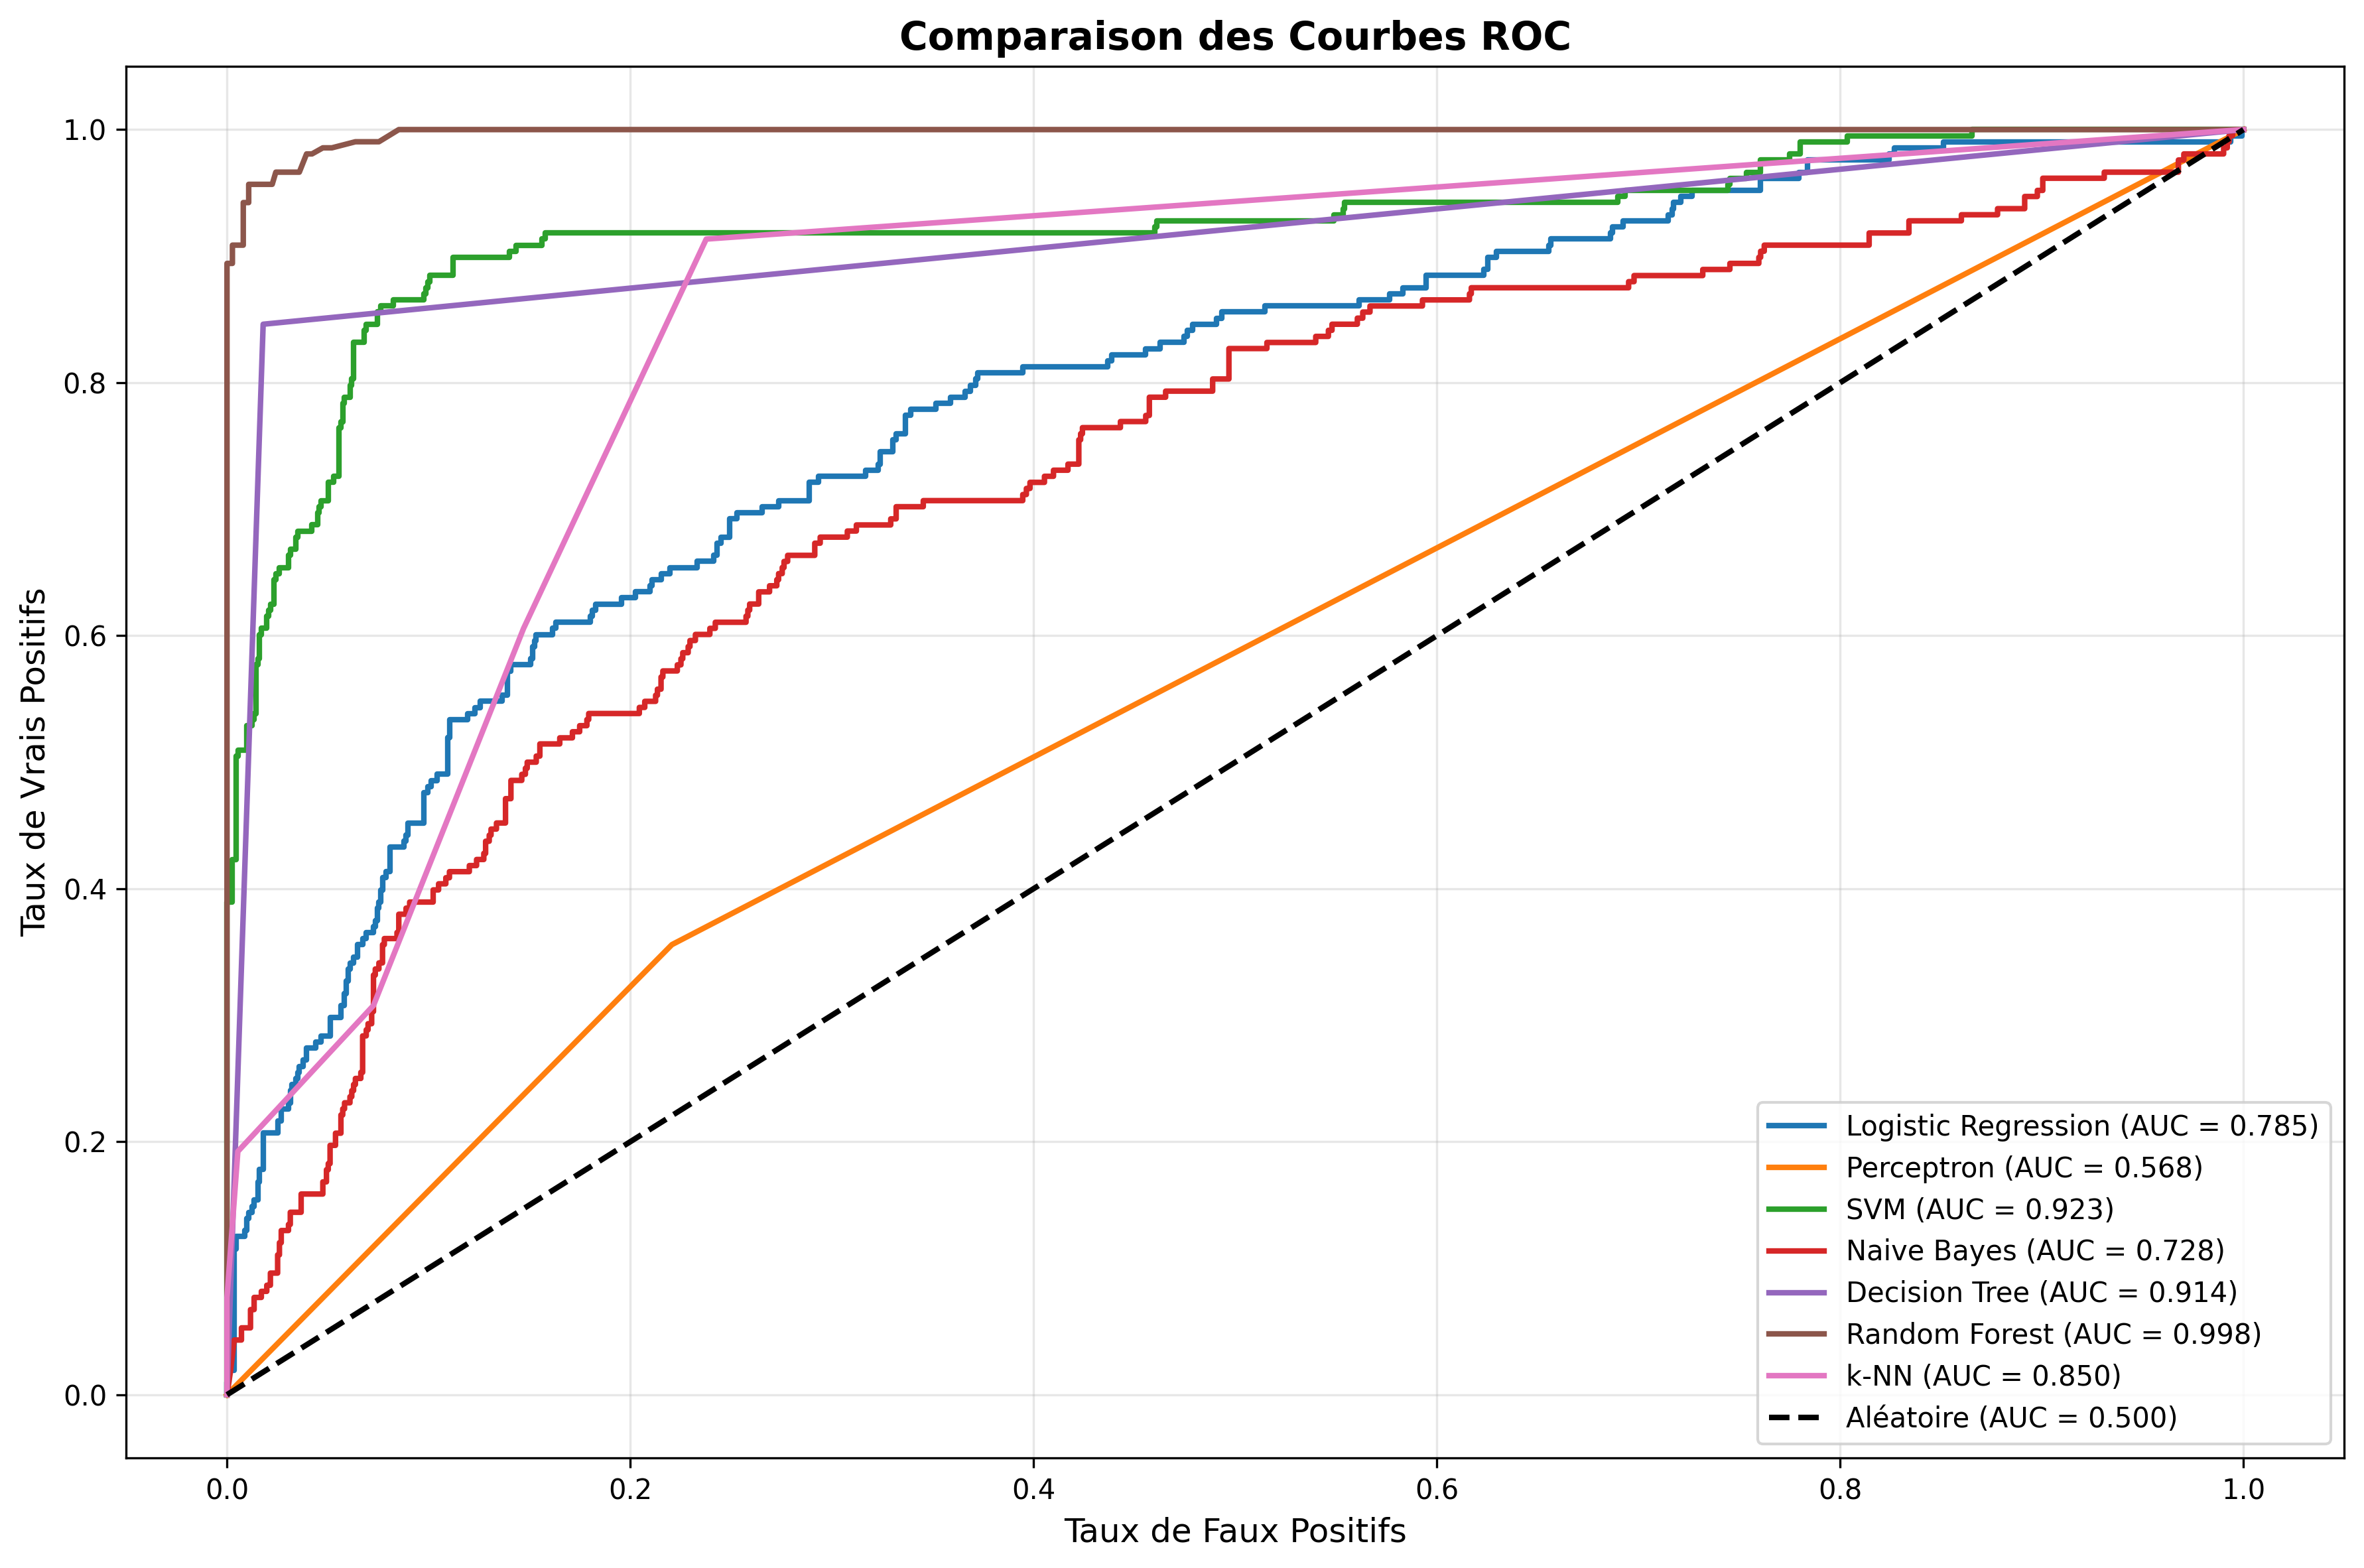 Comparaison des Courbes ROC
Taux de Vrais Positifs
1.0
0.8
0.6
0.4
0.2
0.0
0.0 0.2 0.4 0.6 0.8 1.0
Taux de Faux Positifs
Logistic Regression (AUC = 0.785)
Perceptron (AUC = 0.568)
SVM (AUC = 0.923)
Naive Bayes (AUC = 0.728)
Decision Tree (AUC = 0.914)
Random Forest (AUC = 0.998)
k-NN (AUC = 0.850)
Aléatoire (AUC = 0.500)